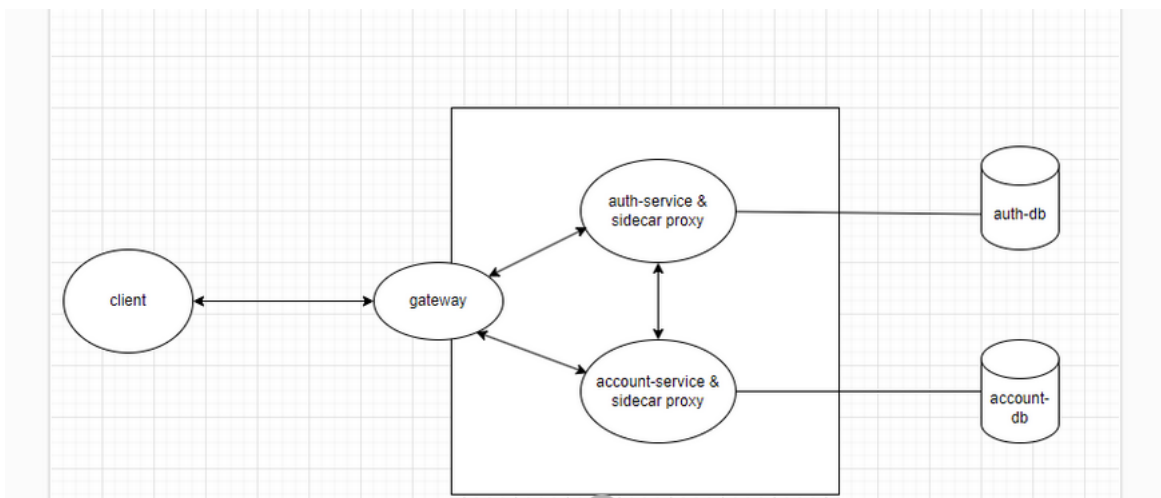 auth-service &
sidecar proxy
auth-db
client
gateway
account-service &
sidecar proxy
account-
db